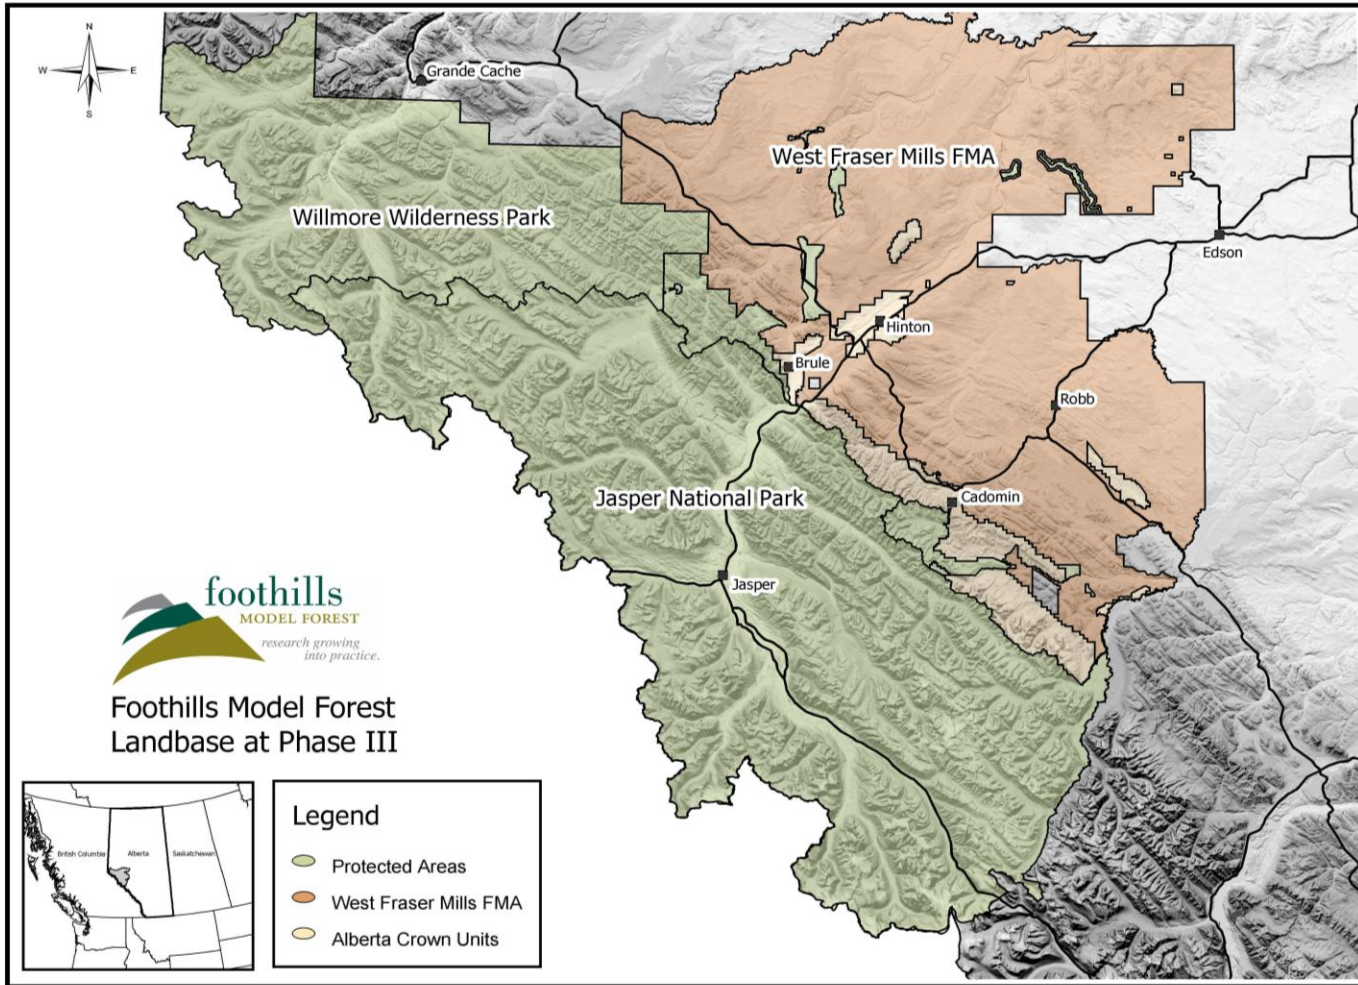 N
W
E
S
Grande Cache
West Fraser Mills FMA
Willmore Wilderness Park
Edson
Hinton
Brule
Robb
Jasper National Park
Cadomin
Jasper
foothills
MODEL FOREST
research growing
into practice.
Foothills Model Forest
Landbase at Phase III
British Columbia
Alberta
Saskatchewan
Legend
Protected Areas
West Fraser Mills FMA
Alberta Crown Units